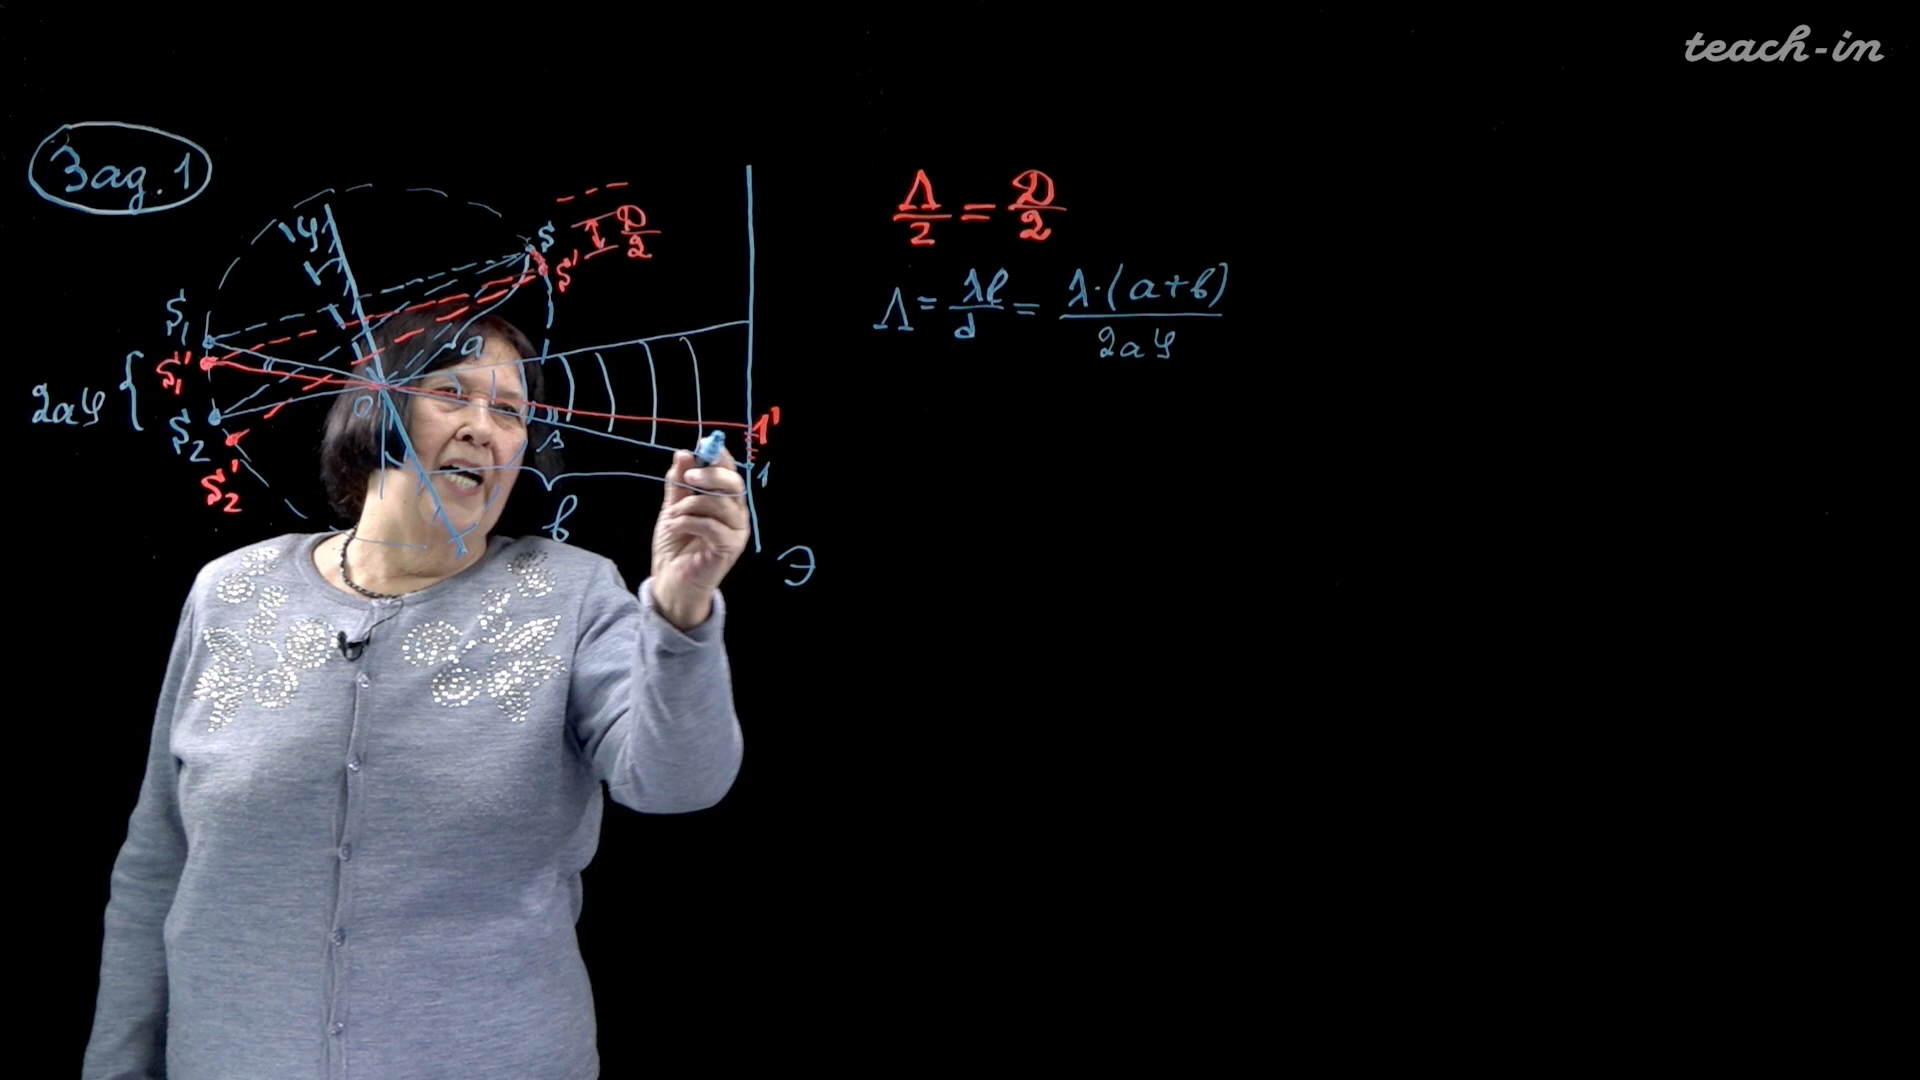 teach-in
Зад. 1
φ
S
S'
D/2
S₁
S₁'
a
2aφ {
S₂
S₂'
O
β
1'
1
b
Э
Λ/2 = D/2
Λ = λℓ/d = λ·(a+b)/2aφ